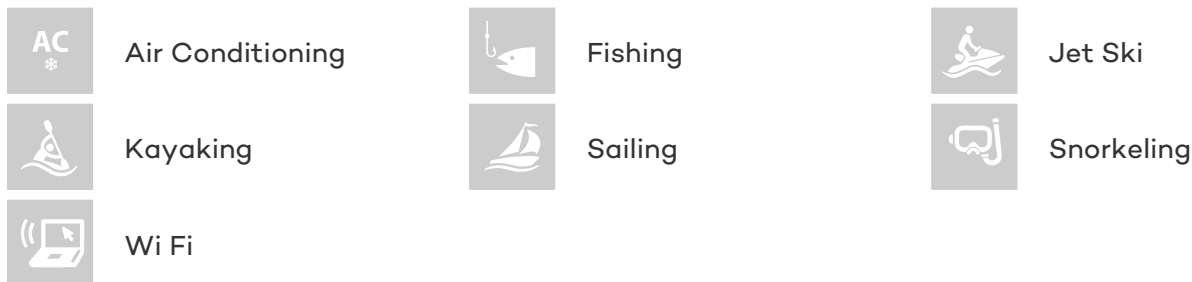 AC
Air Conditioning
Fishing
Jet Ski
Kayaking
Sailing
Snorkeling
Wi Fi